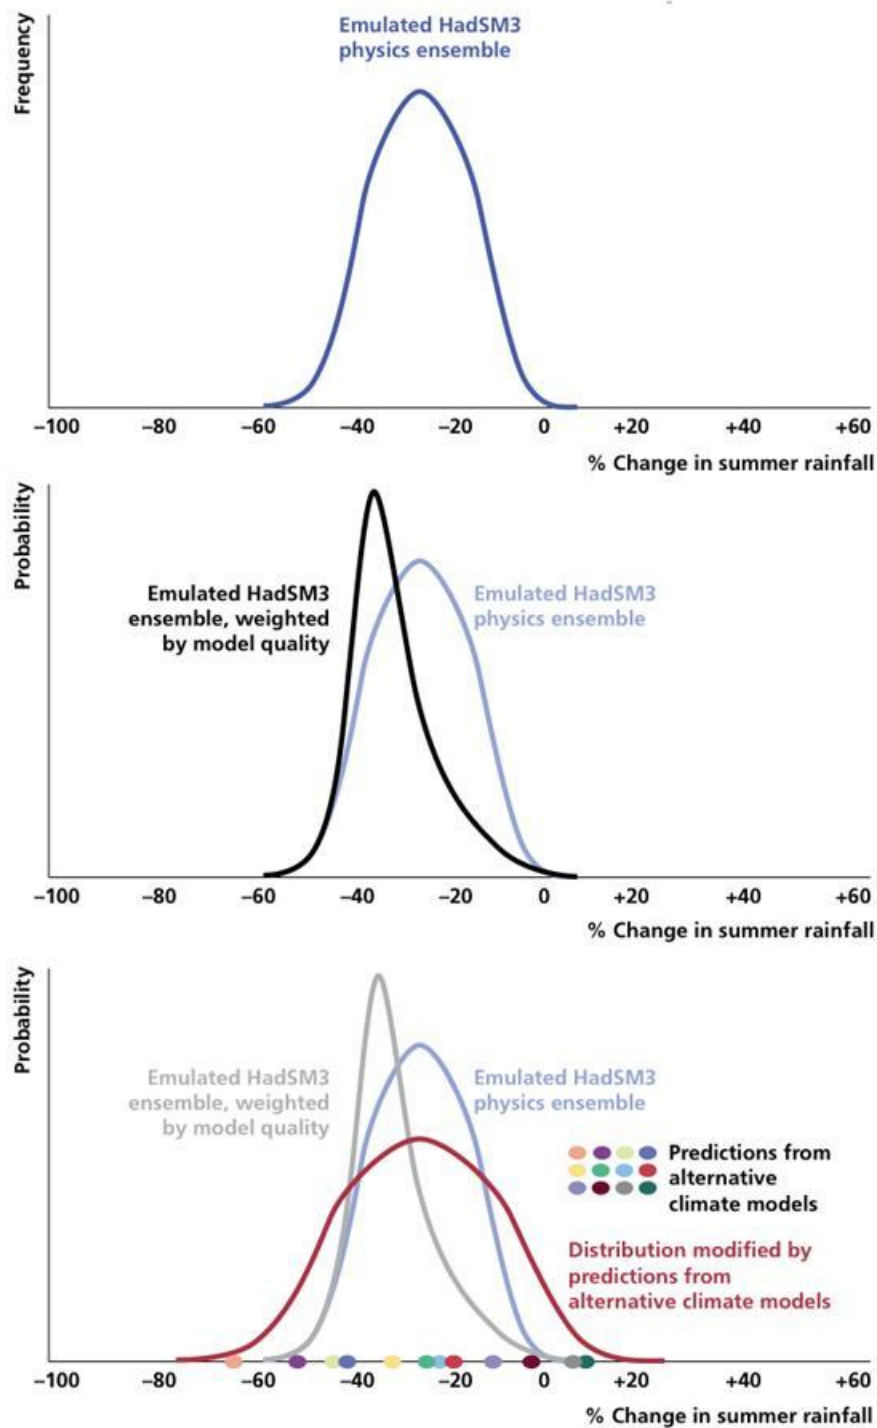 Frequency
Emulated HadSM3
physics ensemble
–100 –80 –60 –40 –20 0 +20 +40 +60
% Change in summer rainfall
Probability
Emulated HadSM3
ensemble, weighted
by model quality
Emulated HadSM3
physics ensemble
–100 –80 –60 –40 –20 0 +20 +40 +60
% Change in summer rainfall
Probability
Emulated HadSM3
ensemble, weighted
by model quality
Emulated HadSM3
physics ensemble
Predictions from
alternative
climate models
Distribution modified by
predictions from
alternative climate models
–100 –80 –60 –40 –20 0 +20 +40 +60
% Change in summer rainfall